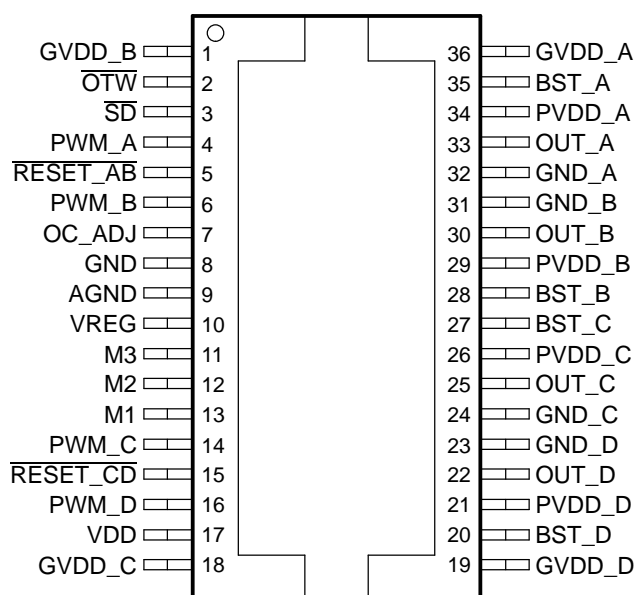 GVDD_B 1 36 GVDD_A
OTW 2 35 BST_A
SD 3 34 PVDD_A
PWM_A 4 33 OUT_A
RESET_AB 5 32 GND_A
PWM_B 6 31 GND_B
OC_ADJ 7 30 OUT_B
GND 8 29 PVDD_B
AGND 9 28 BST_B
VREG 10 27 BST_C
M3 11 26 PVDD_C
M2 12 25 OUT_C
M1 13 24 GND_C
PWM_C 14 23 GND_D
RESET_CD 15 22 OUT_D
PWM_D 16 21 PVDD_D
VDD 17 20 BST_D
GVDD_C 18 19 GVDD_D